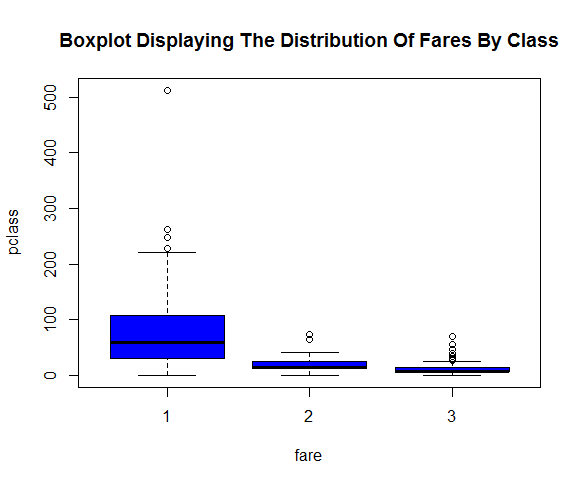 Boxplot Displaying The Distribution Of Fares By Class
500
400
300
200
100
0
pclass
1 2 3
fare